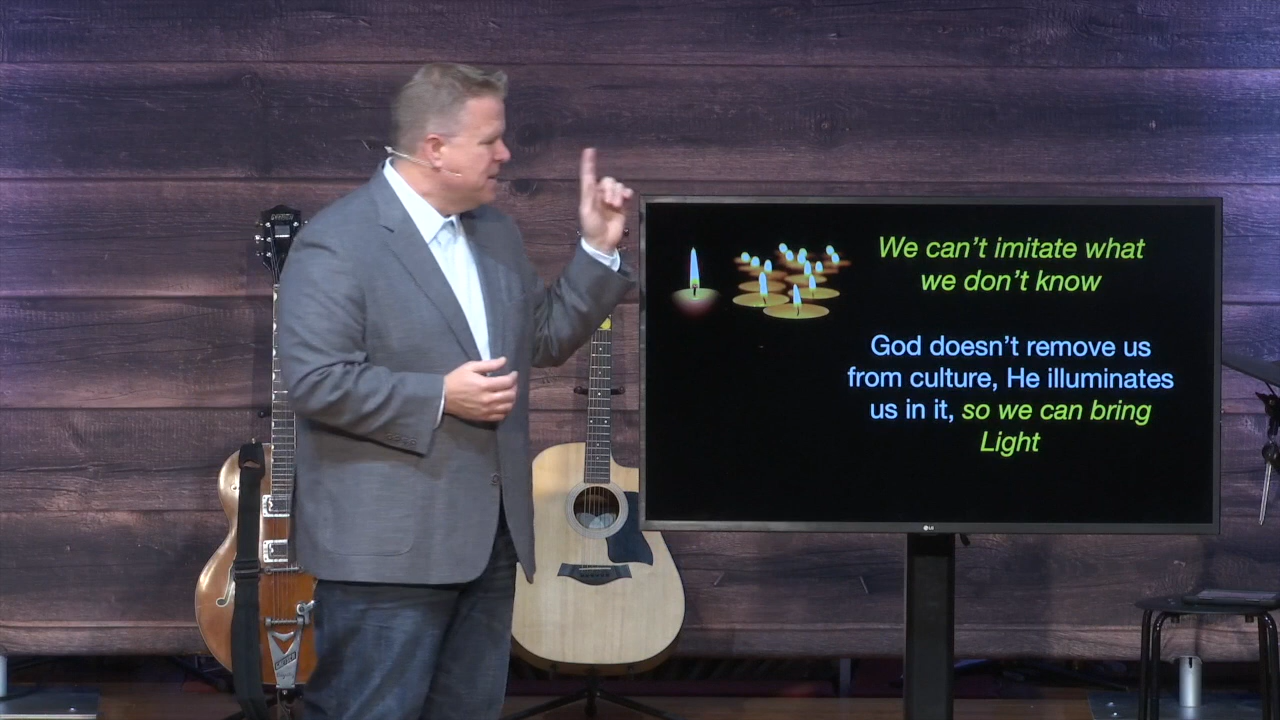 We can't imitate what
we don't know
God doesn't remove us
from culture, He illuminates
us in it, so we can bring
Light
LG